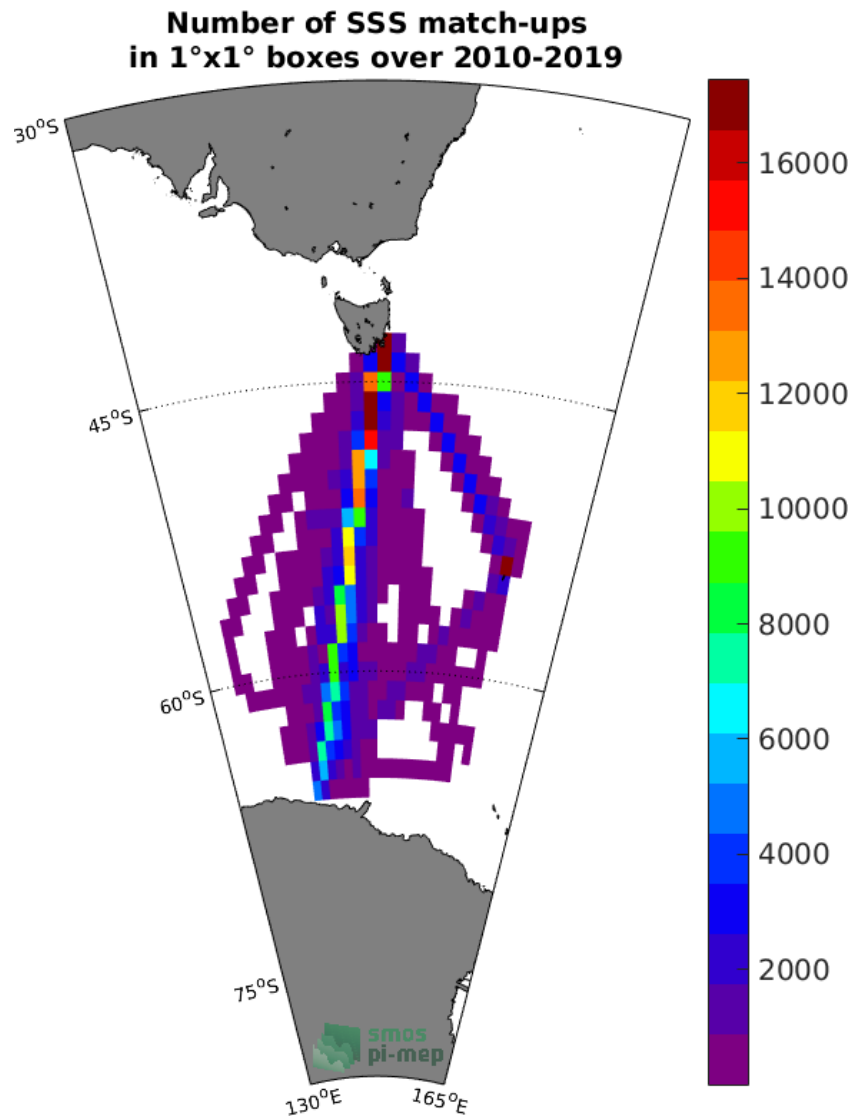 Number of SSS match-ups
in 1°x1° boxes over 2010-2019
30°S
45°S
60°S
75°S
130°E
165°E
16000
14000
12000
10000
8000
6000
4000
2000
smos
pi-mep